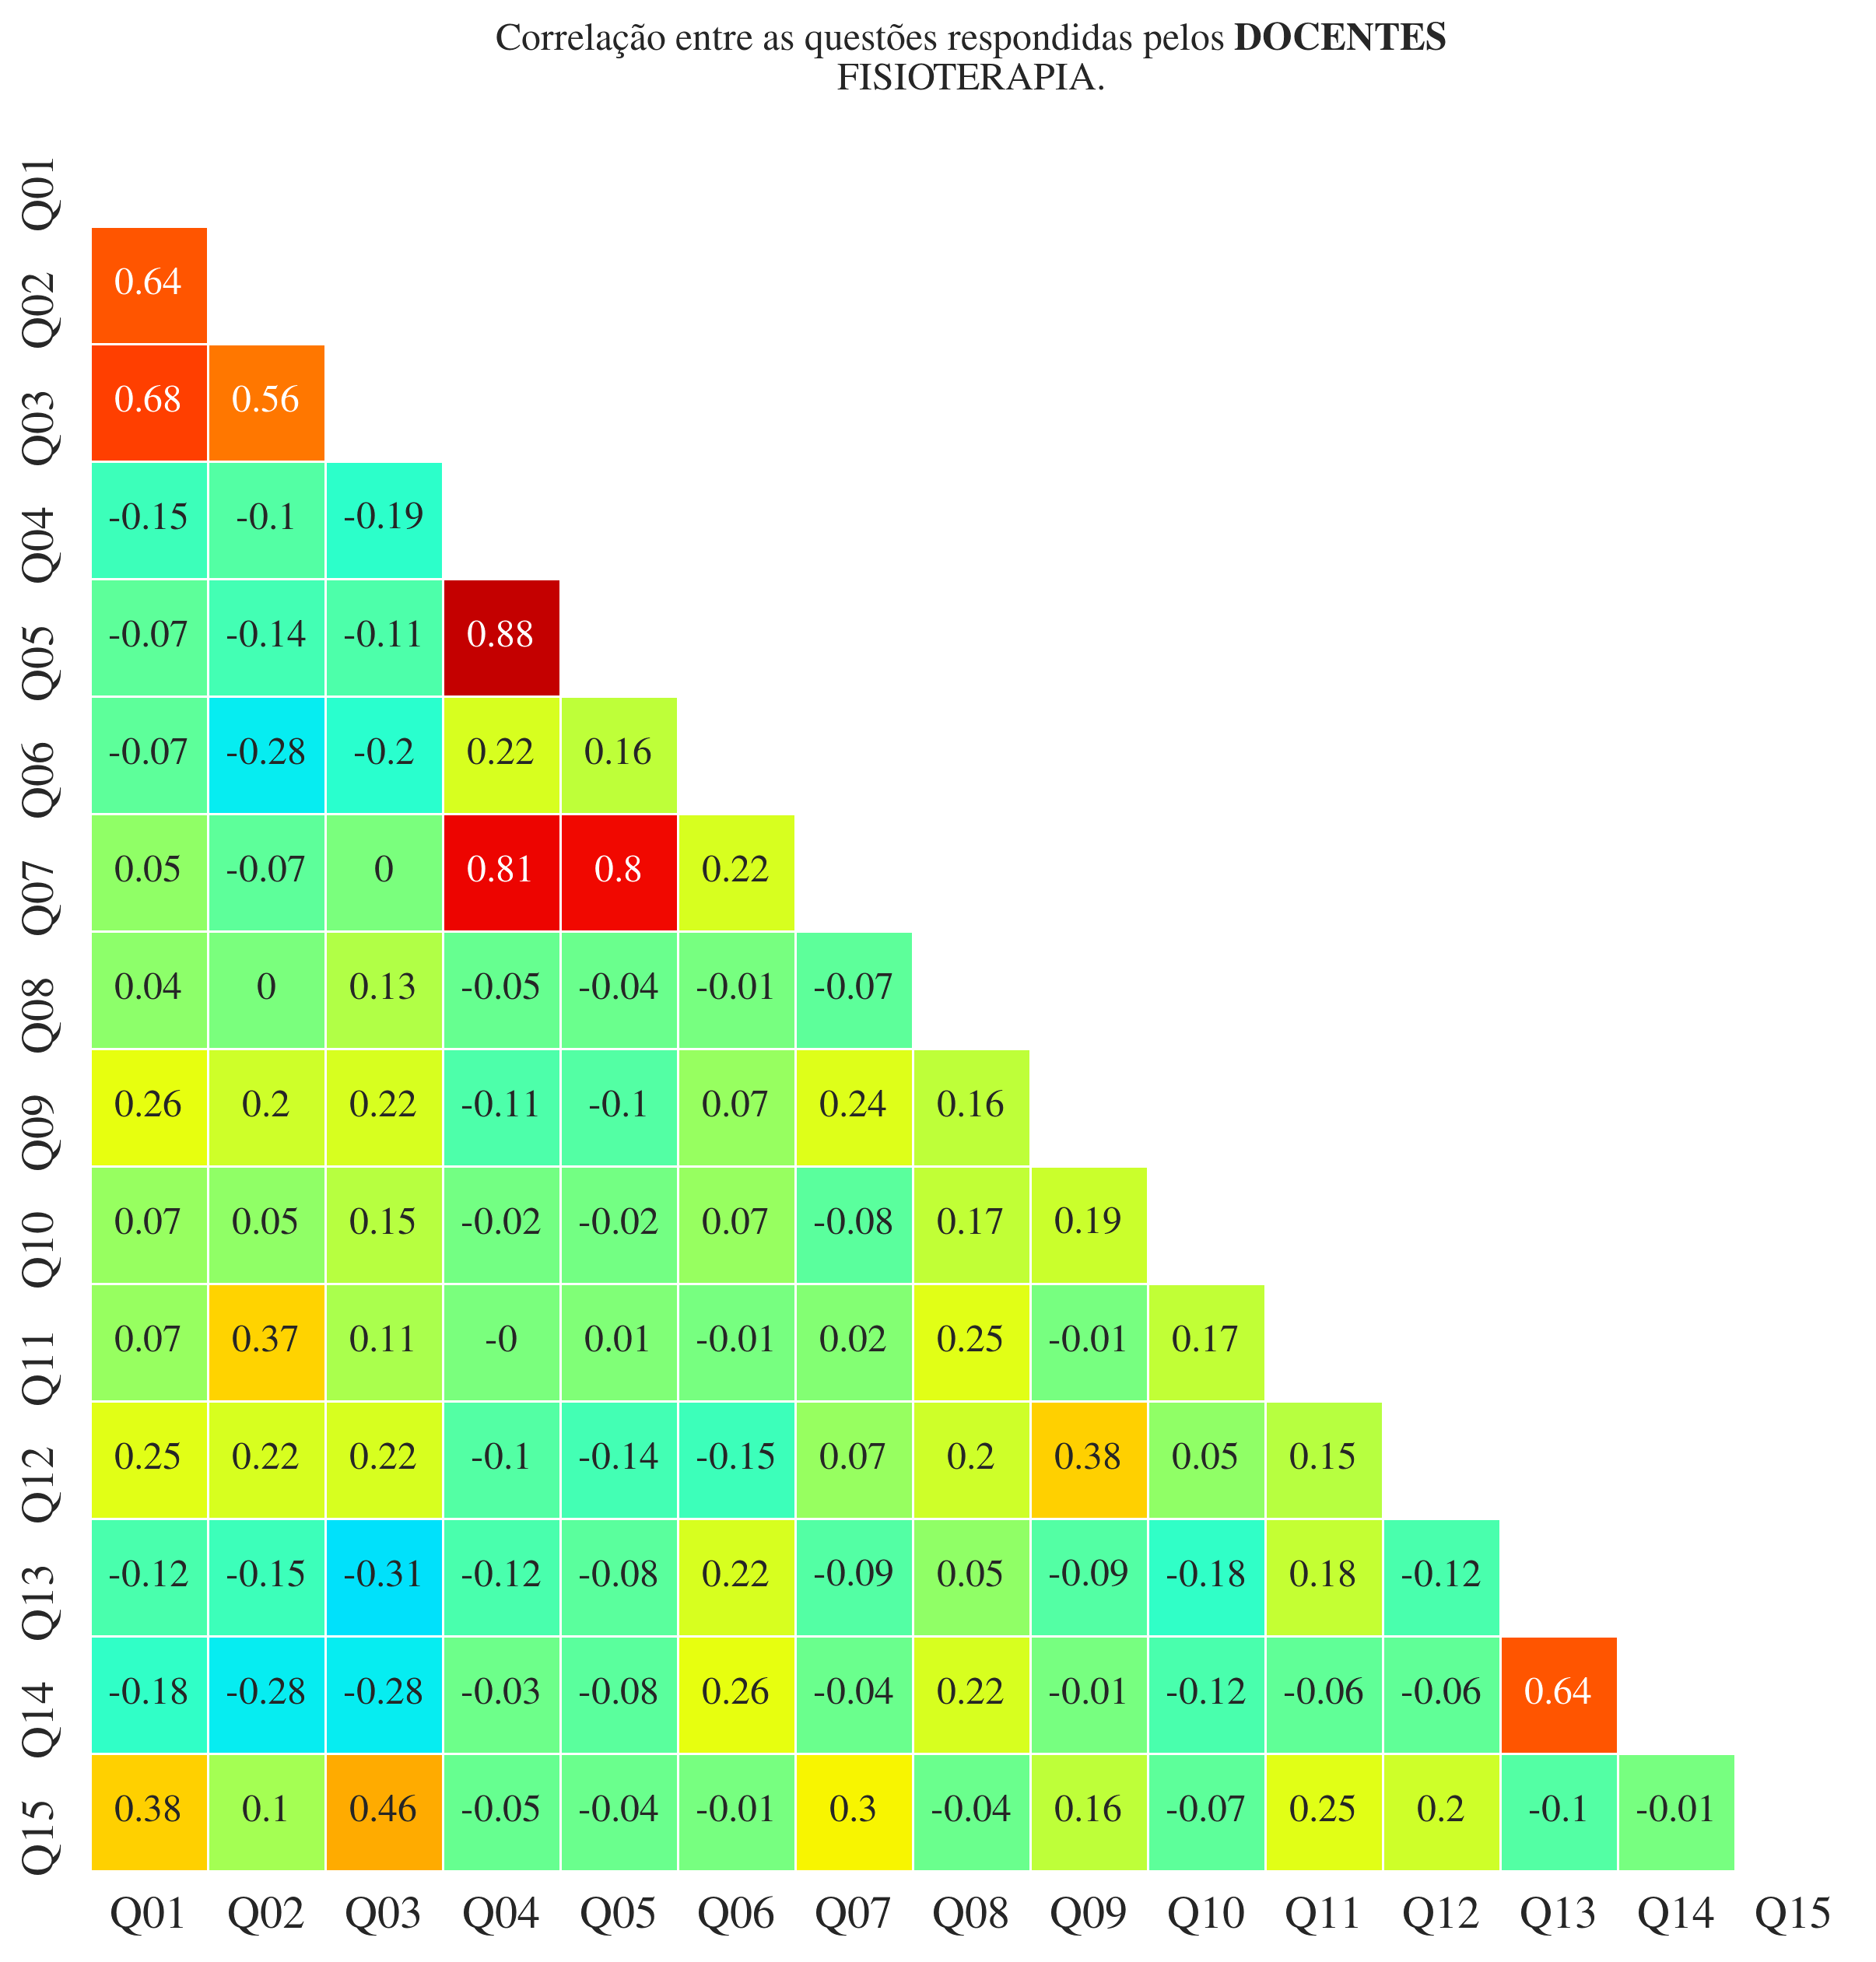 Correlação entre as questões respondidas pelos DOCENTES
FISIOTERAPIA.
Q01
Q02 0.64
Q03 0.68 0.56
Q04 -0.15 -0.1 -0.19
Q05 -0.07 -0.14 -0.11 0.88
Q06 -0.07 -0.28 -0.2 0.22 0.16
Q07 0.05 -0.07 0 0.81 0.8 0.22
Q08 0.04 0 0.13 -0.05 -0.04 -0.01 -0.07
Q09 0.26 0.2 0.22 -0.11 -0.1 0.07 0.24 0.16
Q10 0.07 0.05 0.15 -0.02 -0.02 0.07 -0.08 0.17 0.19
Q11 0.07 0.37 0.11 -0 0.01 -0.01 0.02 0.25 -0.01 0.17
Q12 0.25 0.22 0.22 -0.1 -0.14 -0.15 0.07 0.2 0.38 0.05 0.15
Q13 -0.12 -0.15 -0.31 -0.12 -0.08 0.22 -0.09 0.05 -0.09 -0.18 0.18 -0.12
Q14 -0.18 -0.28 -0.28 -0.03 -0.08 0.26 -0.04 0.22 -0.01 -0.12 -0.06 -0.06 0.64
Q15 0.38 0.1 0.46 -0.05 -0.04 -0.01 0.3 -0.04 0.16 -0.07 0.25 0.2 -0.1 -0.01
Q01 Q02 Q03 Q04 Q05 Q06 Q07 Q08 Q09 Q10 Q11 Q12 Q13 Q14 Q15